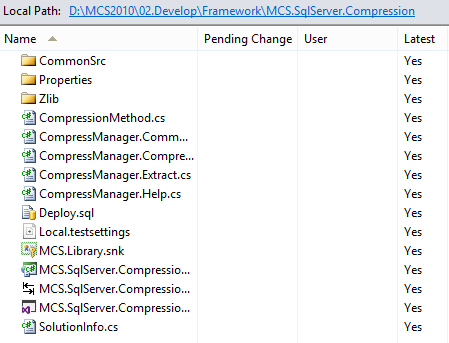 Local Path: D:\MCS2010\02.Develop\Framework\MCS.SqlServer.Compression
Name Pending Change User Latest
CommonSrc Yes
Properties Yes
Zlib Yes
CompressionMethod.cs Yes
CompressManager.Comm... Yes
CompressManager.Compre... Yes
CompressManager.Extract.cs Yes
CompressManager.Help.cs Yes
Deploy.sql Yes
Local.testsettings Yes
MCS.Library.snk Yes
MCS.SqlServer.Compressio... Yes
MCS.SqlServer.Compressio... Yes
MCS.SqlServer.Compressio... Yes
SolutionInfo.cs Yes